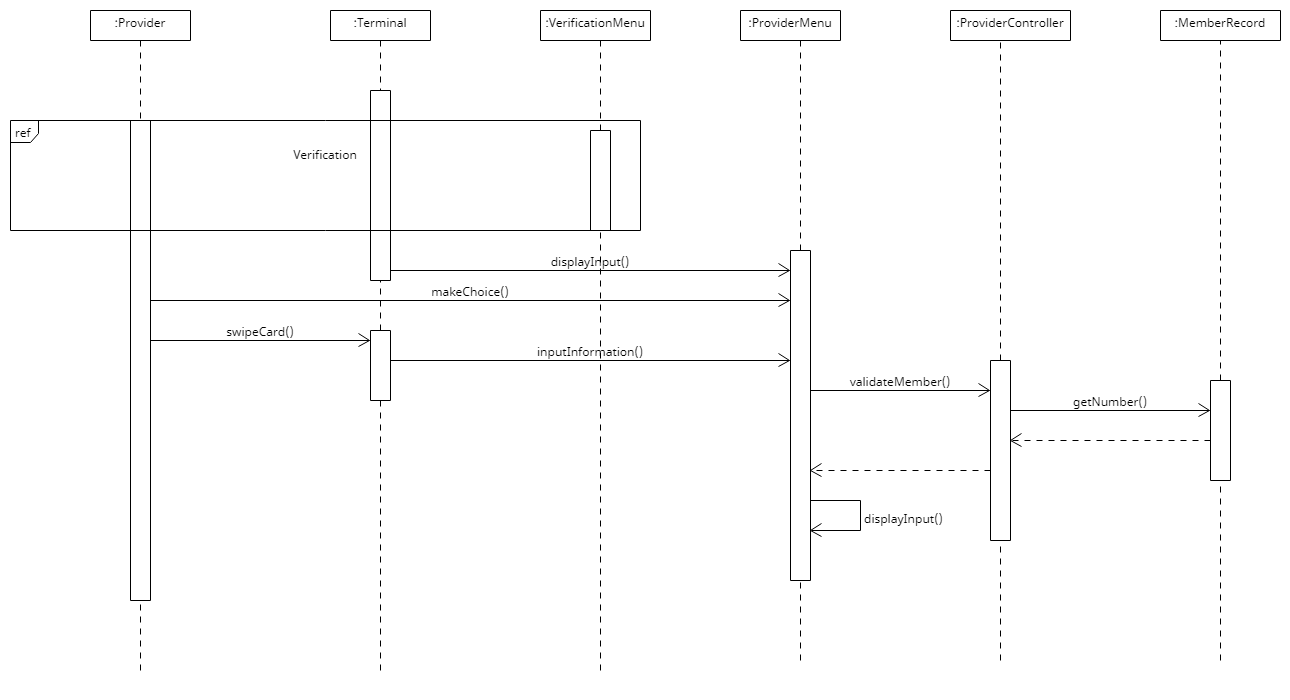 :Provider
:Terminal
:VerificationMenu
:ProviderMenu
:ProviderController
:MemberRecord
ref
Verification
displayInput()
makeChoice()
swipeCard()
inputInformation()
validateMember()
getNumber()
displayInput()